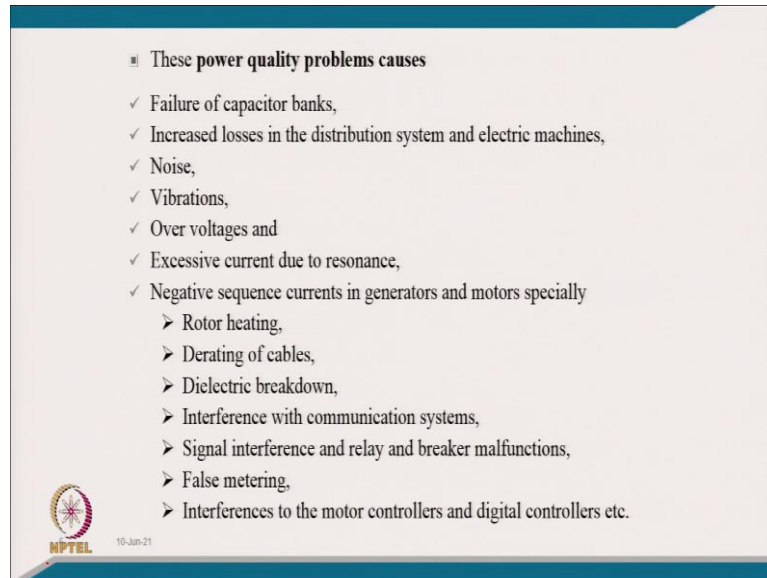 These power quality problems causes
Failure of capacitor banks,
Increased losses in the distribution system and electric machines,
Noise,
Vibrations,
Over voltages and
Excessive current due to resonance,
Negative sequence currents in generators and motors specially
Rotor heating,
Derating of cables,
Dielectric breakdown,
Interference with communication systems,
Signal interference and relay and breaker malfunctions,
False metering,
Interferences to the motor controllers and digital controllers etc.
NPTEL
10-Jun-21